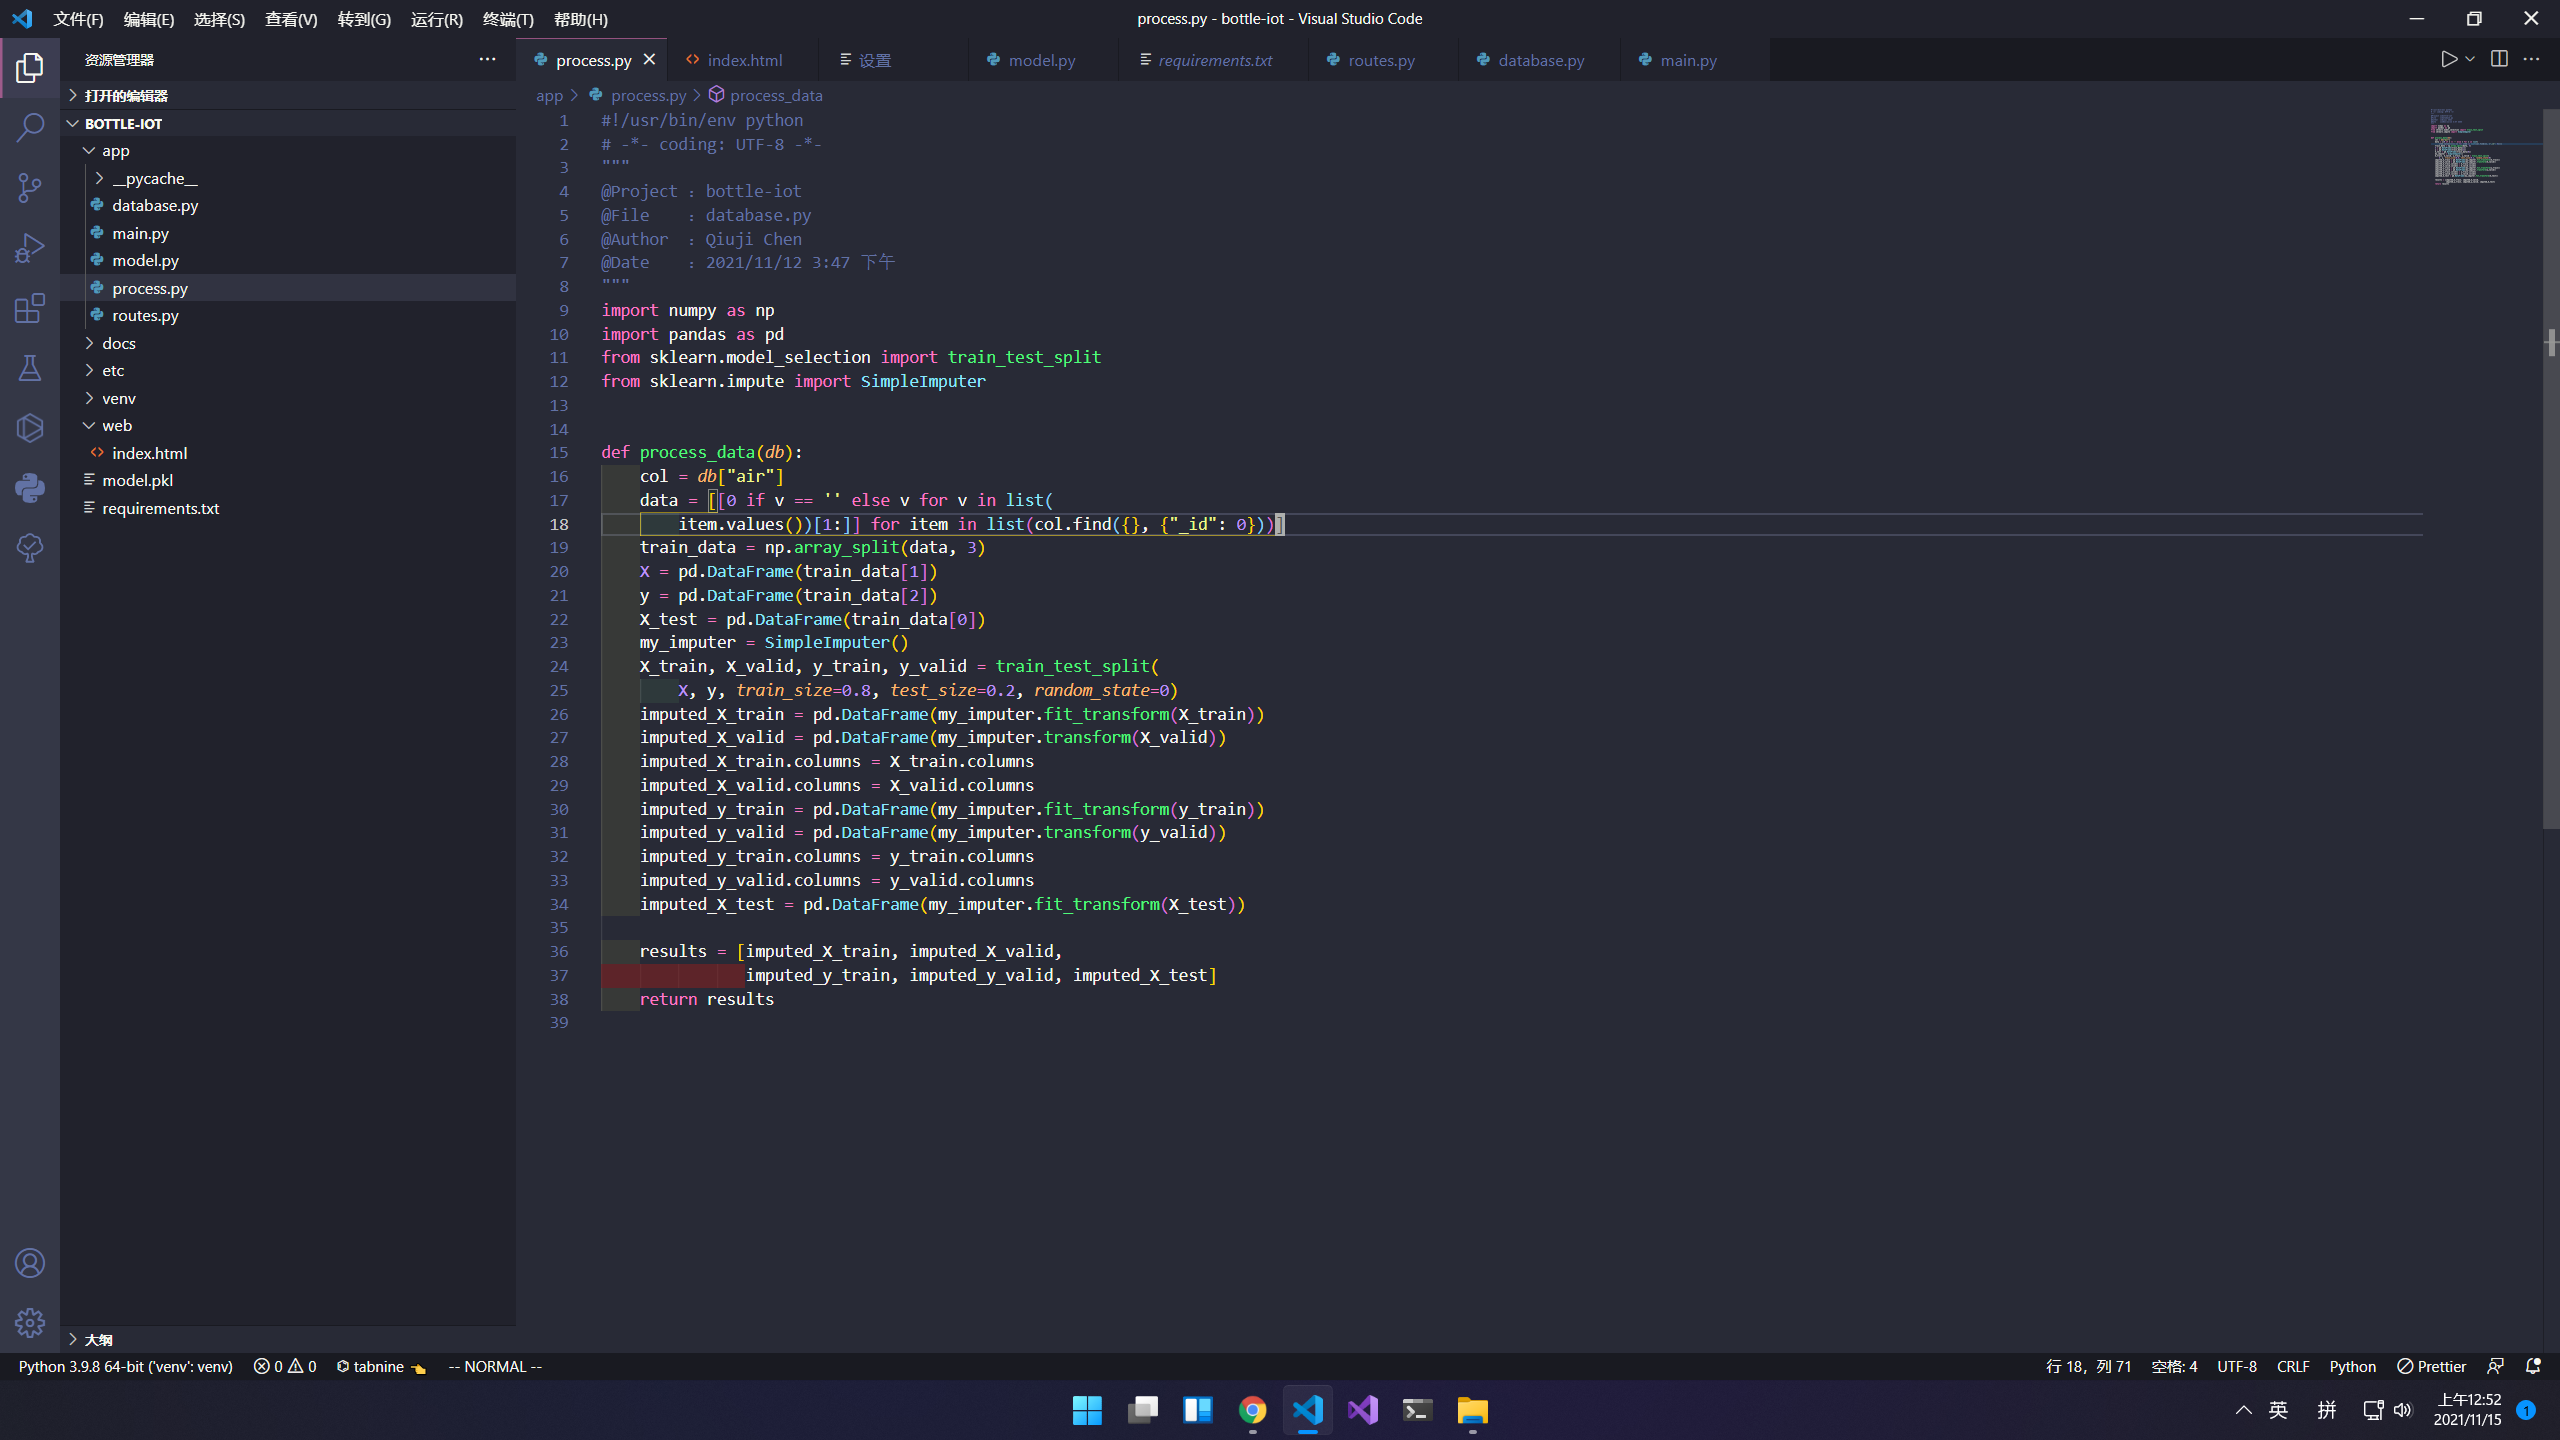 文件(F) 编辑(E) 选择(S) 查看(V) 转到(G) 运行(R) 终端(T) 帮助(H)
process.py - bottle-iot - Visual Studio Code
资源管理器
打开的编辑器
BOTTLE-IOT
app
__pycache__
database.py
main.py
model.py
process.py
routes.py
docs
etc
venv
web
index.html
model.pkl
requirements.txt
大纲
process.py index.html 设置 model.py requirements.txt routes.py database.py main.py
app process.py process_data
1 #!/usr/bin/env python
2 # -*- coding: UTF-8 -*-
3 """
4 @Project : bottle-iot
5 @File    : database.py
6 @Author  : Qiuji Chen
7 @Date    : 2021/11/12 3:47 下午
8 """
9 import numpy as np
10 import pandas as pd
11 from sklearn.model_selection import train_test_split
12 from sklearn.impute import SimpleImputer
13
14
15 def process_data(db):
16     col = db["air"]
17     data = [[0 if v == '' else v for v in list(
18         item.values())[1:]] for item in list(col.find({}, {"_id": 0}))]
19     train_data = np.array_split(data, 3)
20     X = pd.DataFrame(train_data[1])
21     y = pd.DataFrame(train_data[2])
22     X_test = pd.DataFrame(train_data[0])
23     my_imputer = SimpleImputer()
24     X_train, X_valid, y_train, y_valid = train_test_split(
25         X, y, train_size=0.8, test_size=0.2, random_state=0)
26     imputed_X_train = pd.DataFrame(my_imputer.fit_transform(X_train))
27     imputed_X_valid = pd.DataFrame(my_imputer.transform(X_valid))
28     imputed_X_train.columns = X_train.columns
29     imputed_X_valid.columns = X_valid.columns
30     imputed_y_train = pd.DataFrame(my_imputer.fit_transform(y_train))
31     imputed_y_valid = pd.DataFrame(my_imputer.transform(y_valid))
32     imputed_y_train.columns = y_train.columns
33     imputed_y_valid.columns = y_valid.columns
34     imputed_X_test = pd.DataFrame(my_imputer.fit_transform(X_test))
35
36     results = [imputed_X_train, imputed_X_valid,
37                imputed_y_train, imputed_y_valid, imputed_X_test]
38     return results
39
Python 3.9.8 64-bit ('venv': venv) 0 0 tabnine -- NORMAL -- 行 18，列 71 空格: 4 UTF-8 CRLF Python Prettier
英 拼 上午12:52
2021/11/15 1